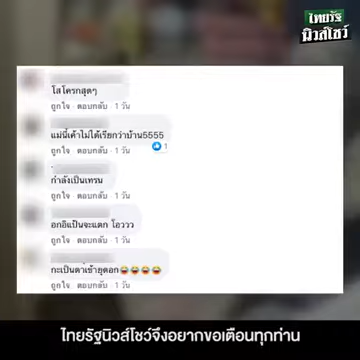 ไทยรัฐ
นิวส์โชว์
โสโครกสุดๆ
ถูกใจ · ตอบกลับ · 1 วัน
แม่นี่เค้าไม่ได้เรียกว่าบ้าน5555
1
ถูกใจ · ตอบกลับ · 1 วัน
กำลังเป็นเทรน
ถูกใจ · ตอบกลับ · 1 วัน
อกอีแป้นจะแตก โอววว
ถูกใจ · ตอบกลับ · 1 วัน
กะเป็นตาเข้ายุดอก😂😂😂😂
ถูกใจ · ตอบกลับ · 1 วัน
ไทยรัฐนิวส์โชว์จึงอยากขอเตือนทุกท่าน